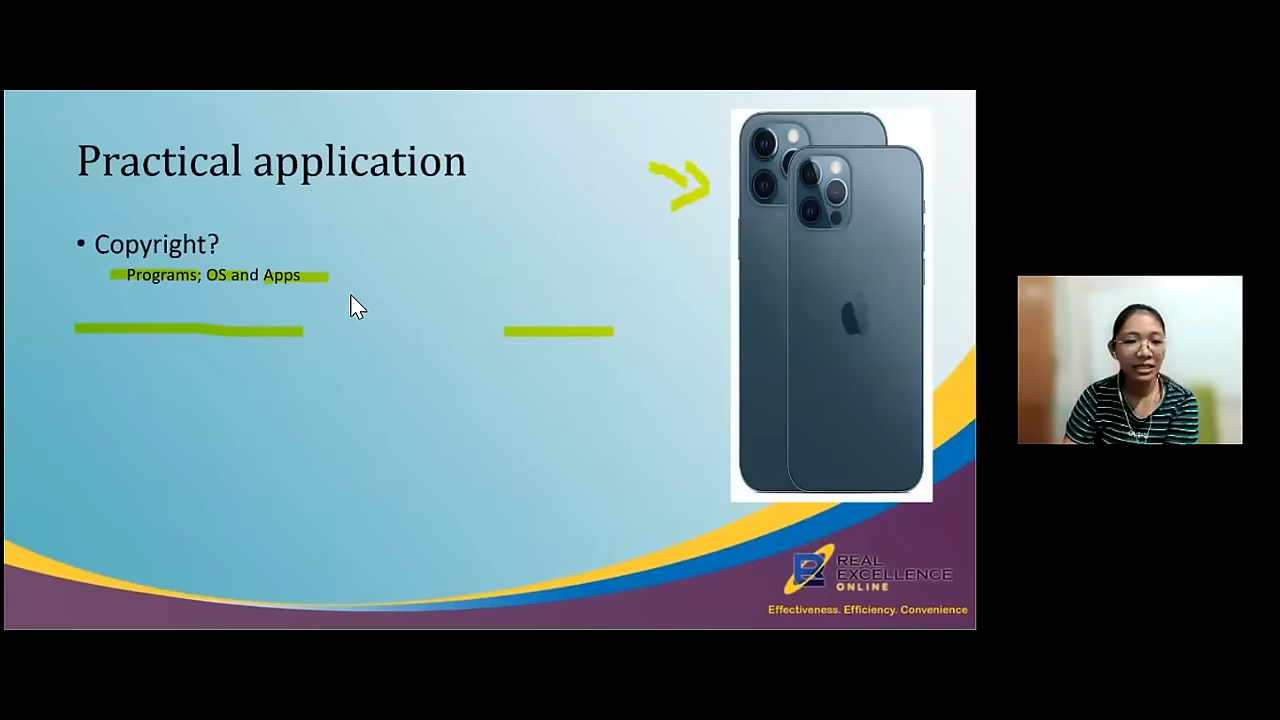 Practical application
• Copyright?
Programs; OS and Apps
REAL
EXCELLENCE
ONLINE
Effectiveness. Efficiency. Convenience